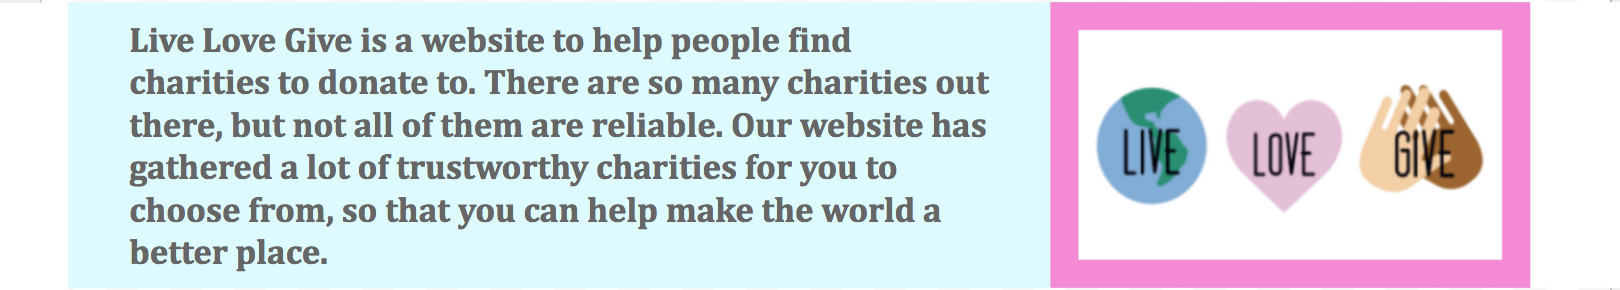 Live Love Give is a website to help people find
charities to donate to. There are so many charities out
there, but not all of them are reliable. Our website has
gathered a lot of trustworthy charities for you to
choose from, so that you can help make the world a
better place.
LIVE LOVE GIVE